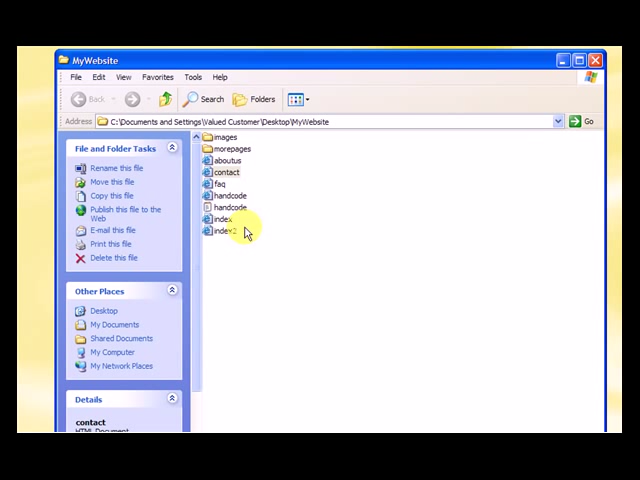 MyWebsite
File Edit View Favorites Tools Help
Back Search Folders
Address C:\Documents and Settings\Valued Customer\Desktop\MyWebsite Go
File and Folder Tasks
Rename this file
Move this file
Copy this file
Publish this file to the
Web
E-mail this file
Print this file
Delete this file
Other Places
Desktop
My Documents
Shared Documents
My Computer
My Network Places
Details
contact
HTML Document
images
morepages
aboutus
contact
faq
handcode
handcode
index
index2